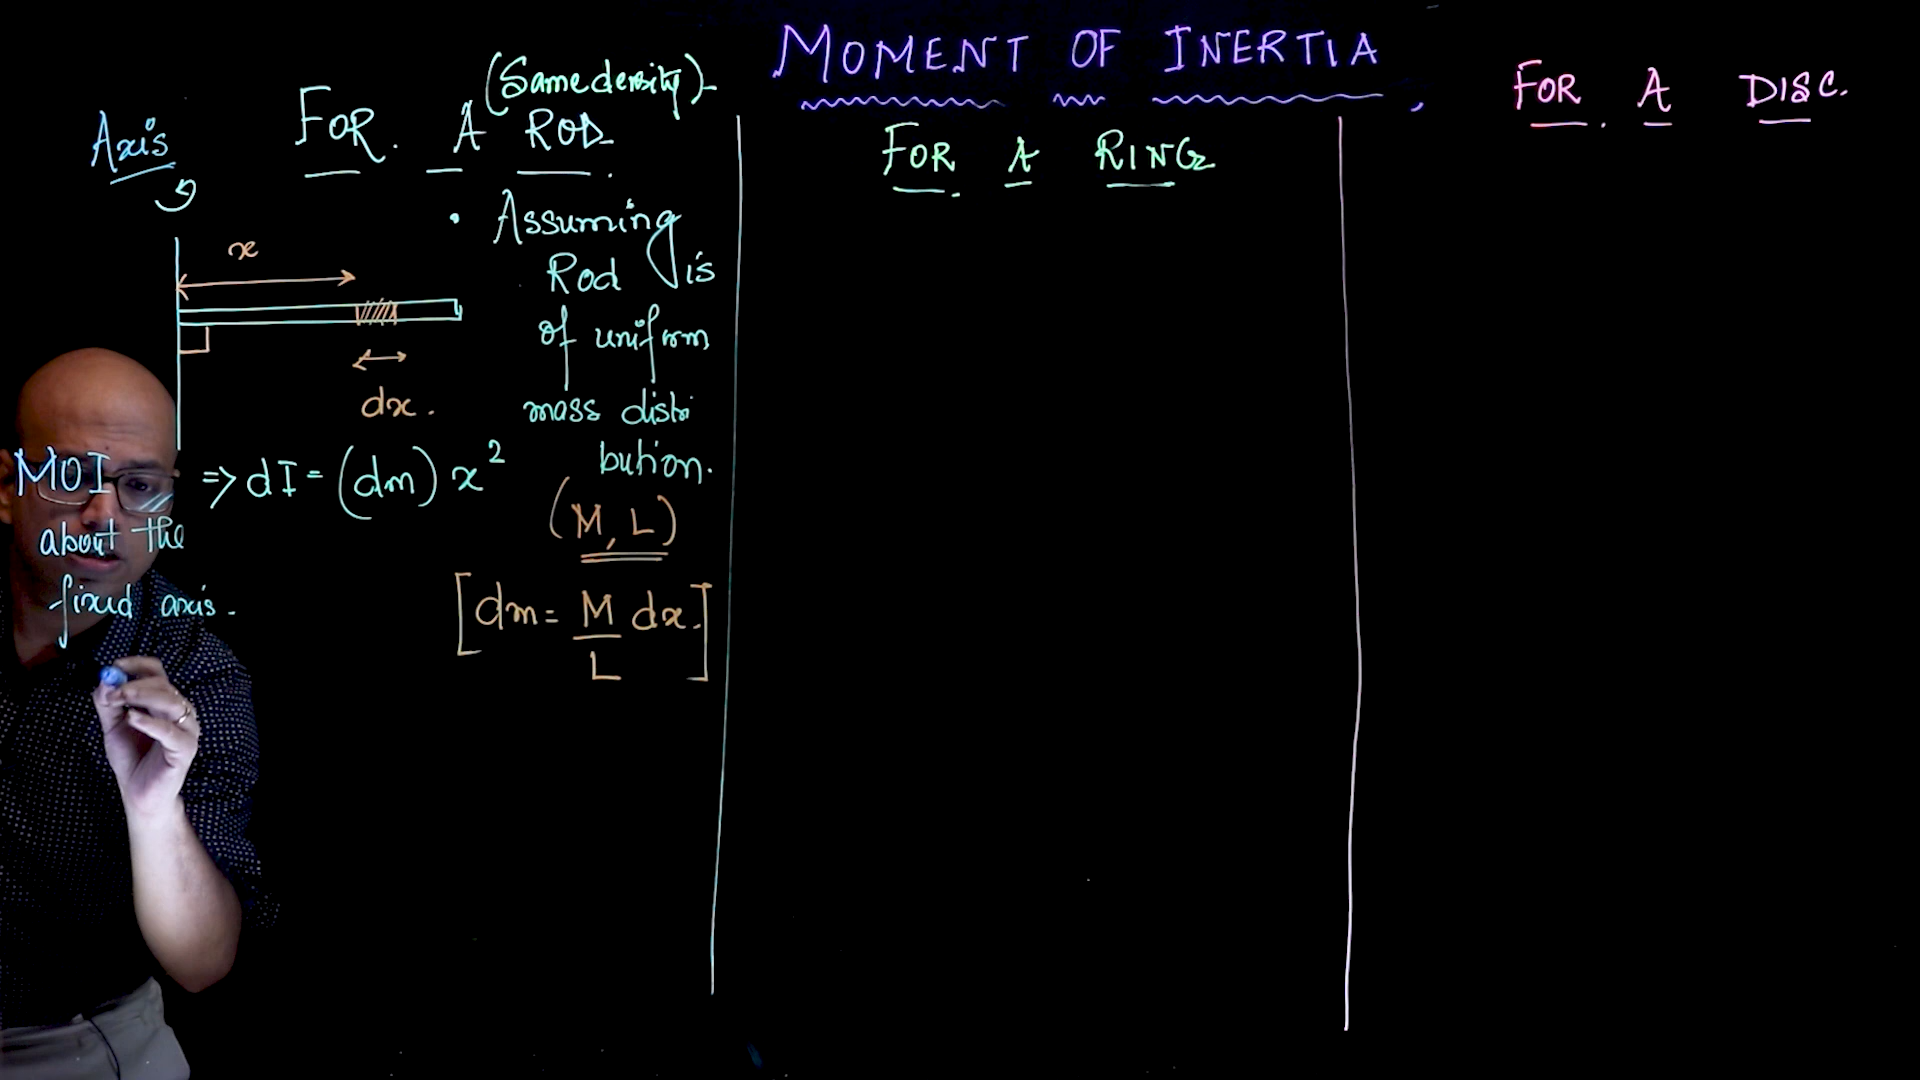 MOMENT OF INERTIA,
(Same density)
Axis
FOR. A ROD.
• Assuming
Rod is
of uniform
mass distri
bution.
(M, L)
[dm = M/L dx.]
x
dx.
MOI ⇒ dI = (dm) x²
about the
fixed axis.
FOR A RING
FOR. A DISC.